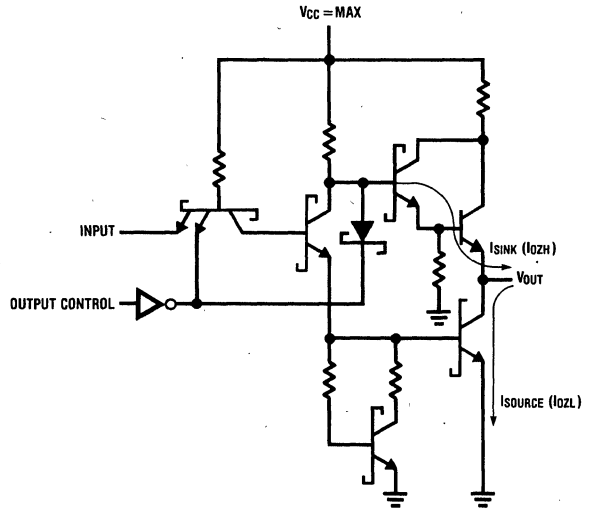 VCC = MAX
INPUT
ISINK (IOZH)
OUTPUT CONTROL
VOUT
ISOURCE (IOZL)